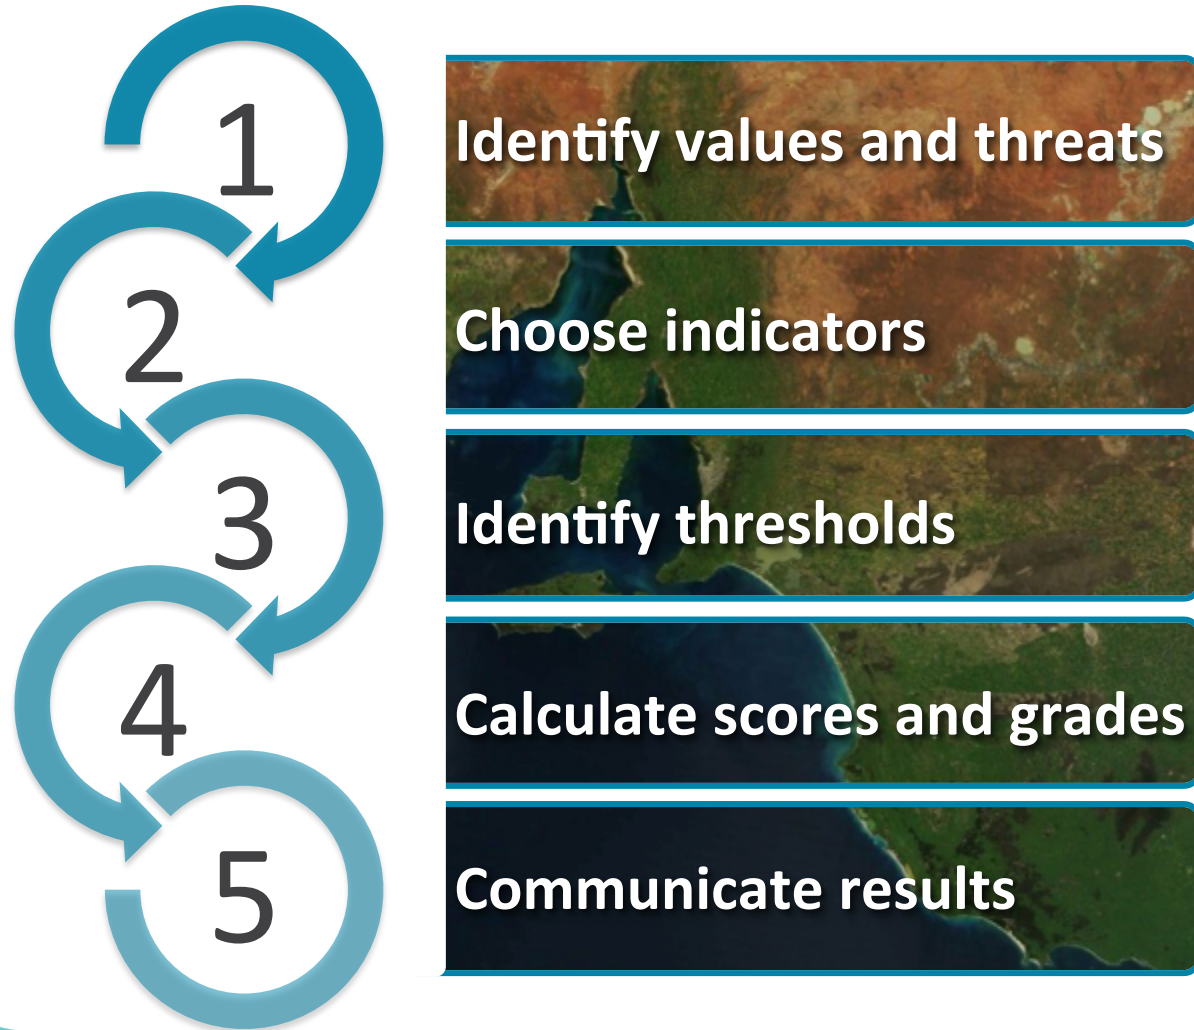 1
Identify values and threats
2
Choose indicators
3
Identify thresholds
4
Calculate scores and grades
5
Communicate results